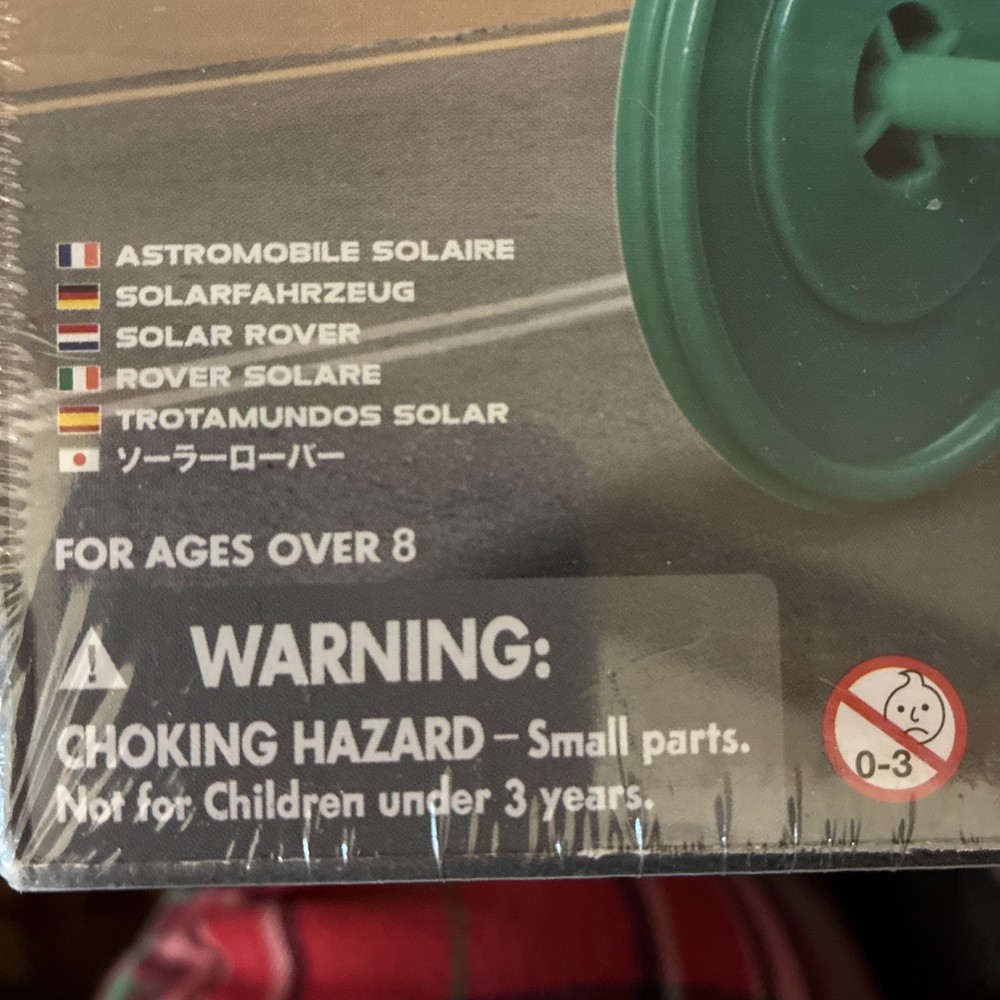 ASTROMOBILE SOLAIRE
SOLARFAHRZEUG
SOLAR ROVER
ROVER SOLARE
TROTAMUNDOS SOLAR
ソーラーローバー
FOR AGES OVER 8
WARNING:
CHOKING HAZARD – Small parts.
Not for Children under 3 years.
0-3